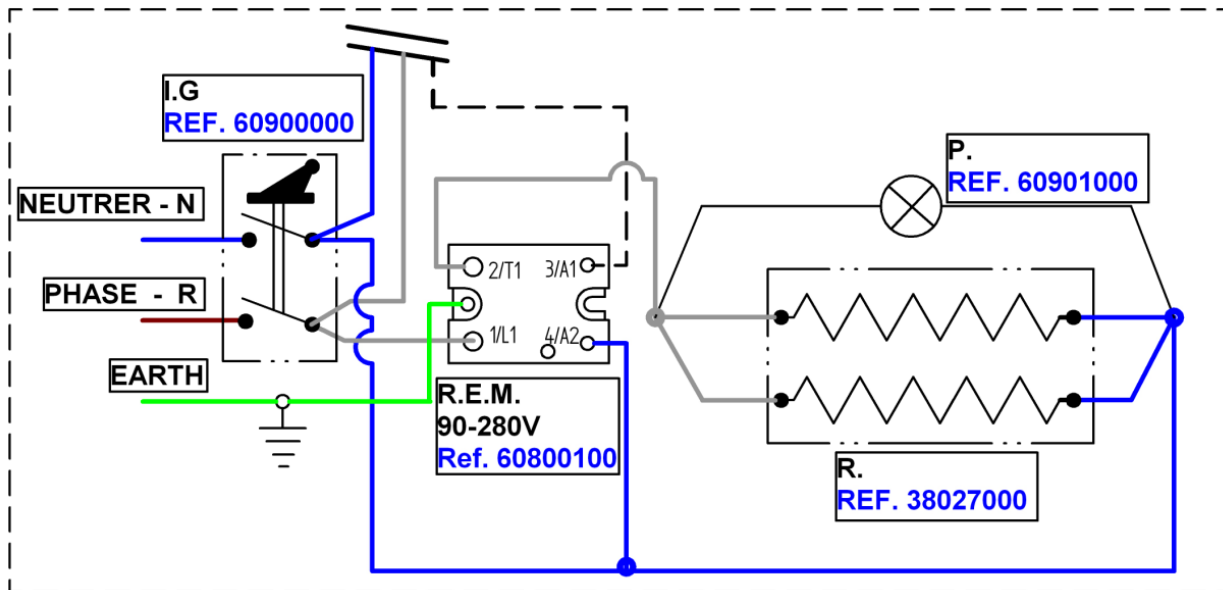 I.G
REF. 60900000
P.
REF. 60901000
NEUTRER - N
2/T1
3/A1
PHASE - R
1/L1
4/A2
EARTH
R.E.M.
90-280V
Ref. 60800100
R.
REF. 38027000